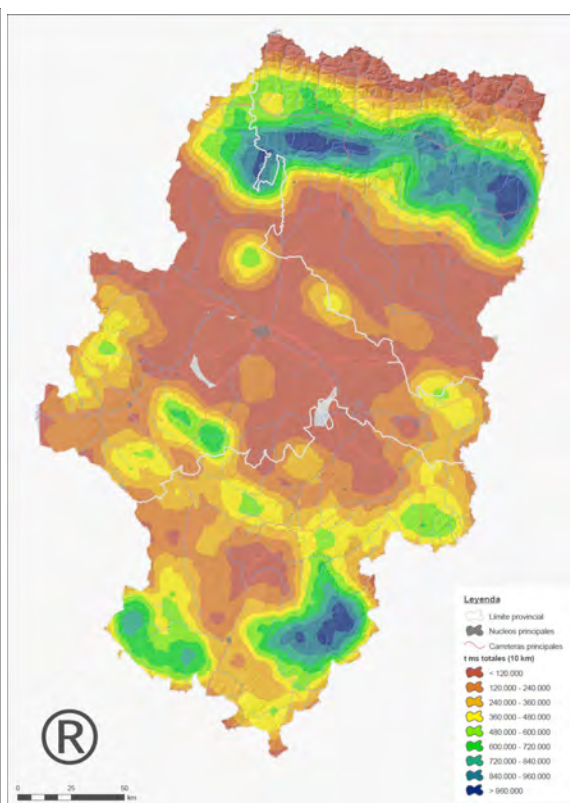 Leyenda
Límite provincial
Nucleos principales
Carreteras principales
t ms totales (10 km)
< 120.000
120.000 - 240.000
240.000 - 360.000
360.000 - 480.000
480.000 - 600.000
600.000 - 720.000
720.000 - 840.000
840.000 - 960.000
> 960.000
®
0 25 50
km